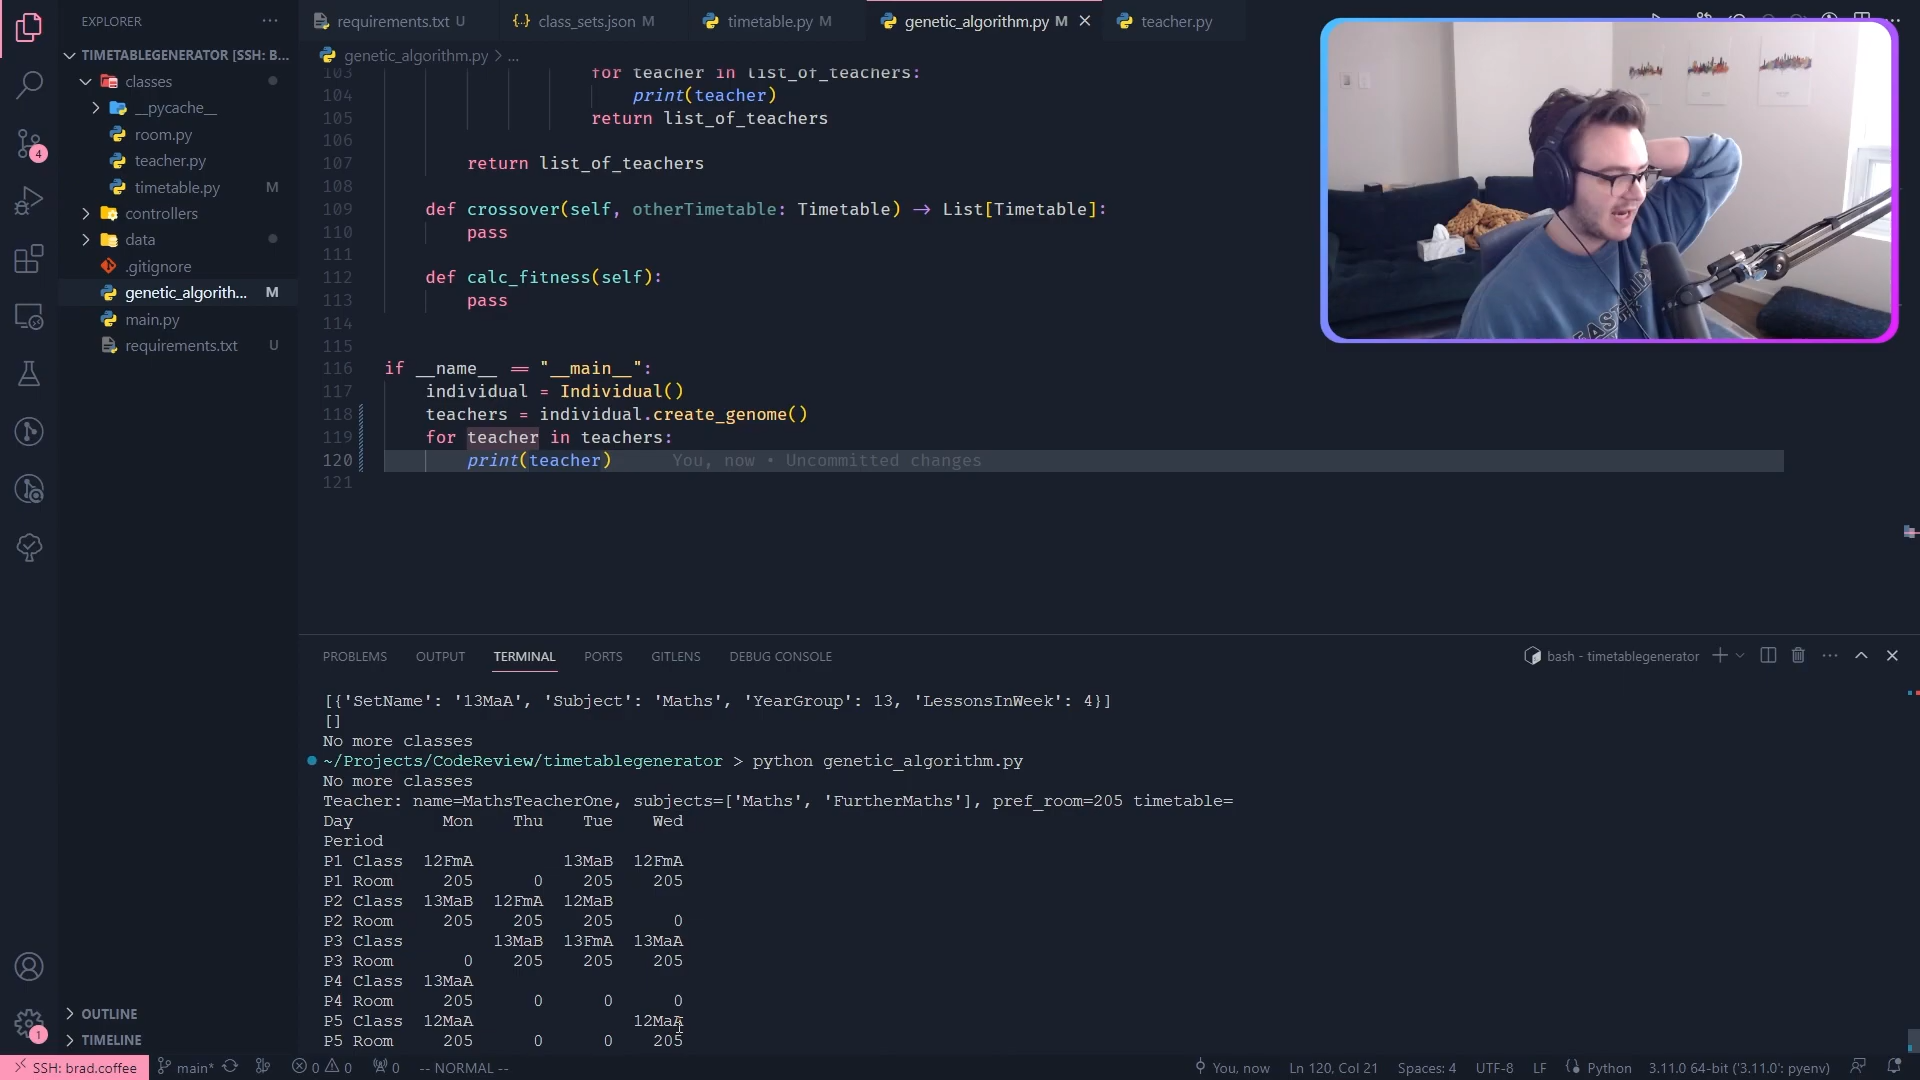 EXPLORER
TIMETABLEGENERATOR [SSH: B...
classes
__pycache__
room.py
teacher.py
timetable.py M
controllers
data
.gitignore
genetic_algorith... M
main.py
requirements.txt U
OUTLINE
TIMELINE
4
1
requirements.txt U
class_sets.json M
timetable.py M
genetic_algorithm.py M
teacher.py
genetic_algorithm.py > ...
103 for teacher in list_of_teachers:
104 print(teacher)
105 return list_of_teachers
106
107 return list_of_teachers
108
109 def crossover(self, otherTimetable: Timetable) → List[Timetable]:
110 pass
111
112 def calc_fitness(self):
113 pass
114
115
116 if __name__ == "__main__":
117 individual = Individual()
118 teachers = individual.create_genome()
119 for teacher in teachers:
120 print(teacher) You, now • Uncommitted changes
121
PROBLEMS OUTPUT TERMINAL PORTS GITLENS DEBUG CONSOLE
bash - timetablegenerator
[{'SetName': '13MaA', 'Subject': 'Maths', 'YearGroup': 13, 'LessonsInWeek': 4}]
[]
No more classes
~/Projects/CodeReview/timetablegenerator > python genetic_algorithm.py
No more classes
Teacher: name=MathsTeacherOne, subjects=['Maths', 'FurtherMaths'], pref_room=205 timetable=
Day Mon Thu Tue Wed
Period
P1 Class 12FmA 13MaB 12FmA
P1 Room 205 0 205 205
P2 Class 13MaB 12FmA 12MaB
P2 Room 205 205 205 0
P3 Class 13MaB 13FmA 13MaA
P3 Room 0 205 205 205
P4 Class 13MaA
P4 Room 205 0 0 0
P5 Class 12MaA 12MaA
P5 Room 205 0 0 205
SSH: brad.coffee main* 0 0 0 -- NORMAL -- You, now Ln 120, Col 21 Spaces: 4 UTF-8 LF Python 3.11.0 64-bit ('3.11.0': pyenv)